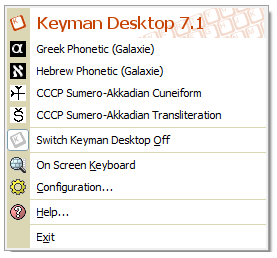 Keyman Desktop 7.1
α Greek Phonetic (Galaxie)
א Hebrew Phonetic (Galaxie)
CCCP Sumero-Akkadian Cuneiform
Š CCCP Sumero-Akkadian Transliteration
Switch Keyman Desktop Off
On Screen Keyboard
Configuration...
Help...
Exit